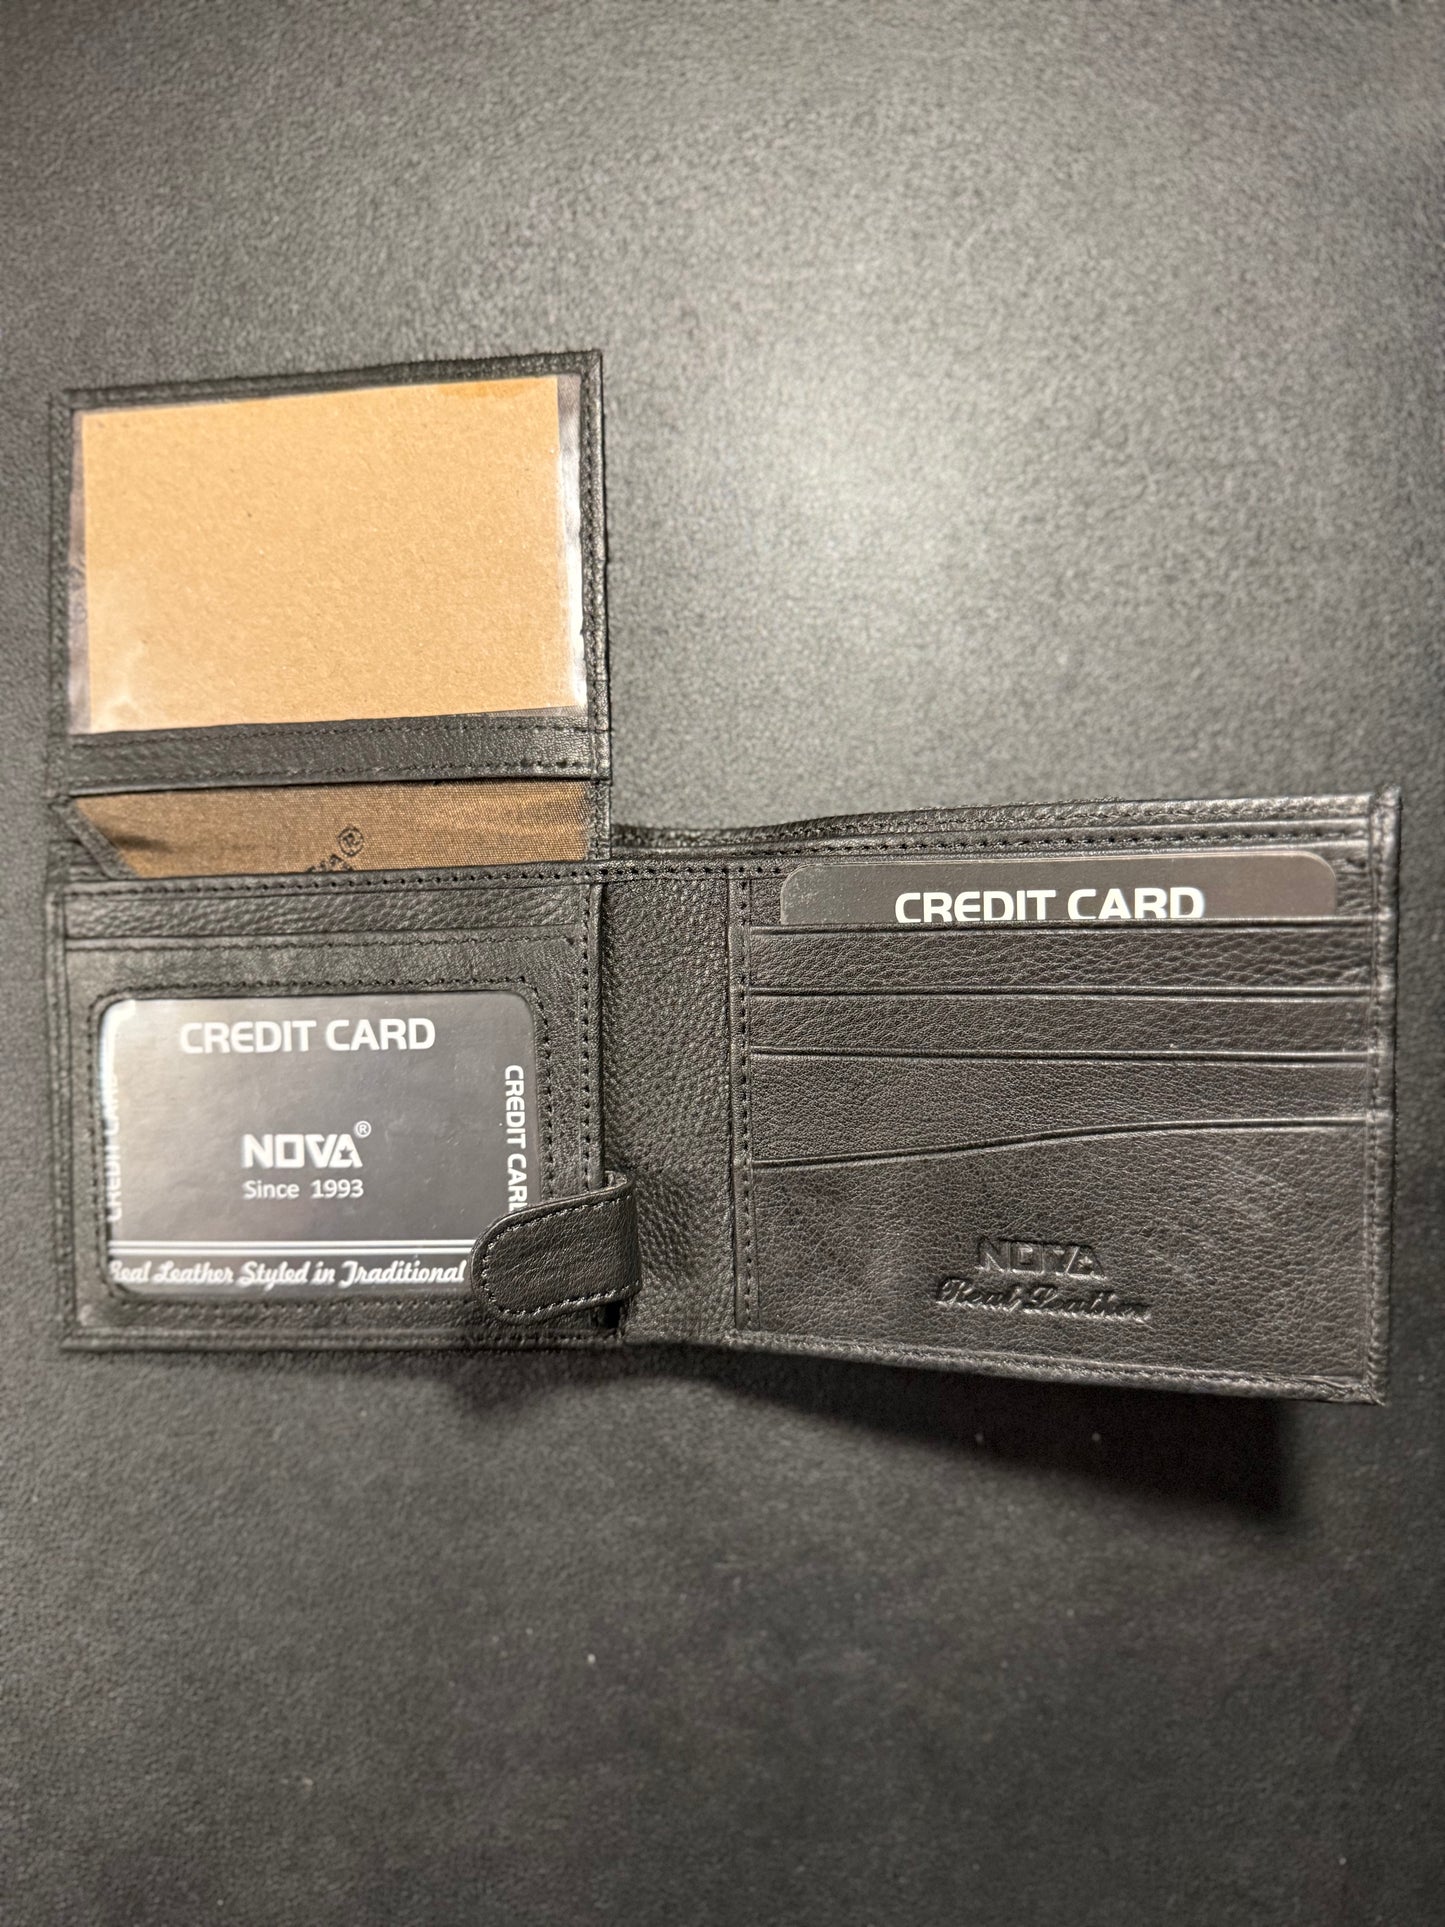 va®
CREDIT CARD
CREDIT CARD
NOVA®
Since 1993
CREDIT CARD
CREDIT CARD
Real Leather Styled in Traditional
NOVA
Real Leather